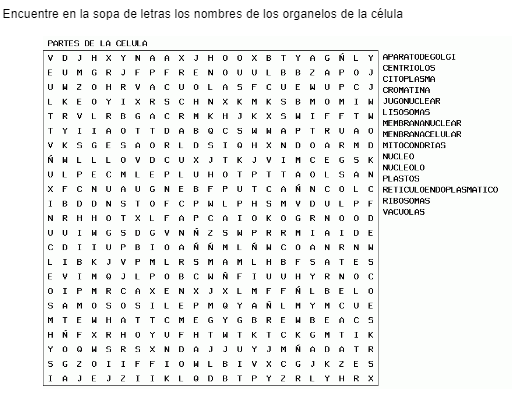 Encuentre en la sopa de letras los nombres de los organelos de la célula
PARTES DE LA CELULA
V D J H X Y N A A X J H O O X B T Y A G Ñ L Y
E U M G R J F P F R E N O U U L B B Z A P O J
U W Z O H R V A C U O L A S F C U E W U P C J
L K E O Y I X R S C H N X K M K S B M O M I W
T R V L R B G A C R M K H J K X S W I F F T W
T Y I I A O T T D A B Q C S W W A P T R U A O
V K S G E S A O R L D S I Q H X N D O A R M D
Ñ W L L L O V D C U X J T K J V I M C E G S K
U L P E C M L E P L U H O T P T T A O L S A N
X F C N U A U G N E B F P U T C A Ñ N C O L C
I B D D N S T O F C P W L P H S M V D U L P F
N R H H O T X L F A P C A I O K O G R N O O D
U U I W G S D G V N Ñ Z S W P R R M I A I D E
C D I I U P B I O A Ñ Ñ M L Ñ W C O A N R N W
L I B K J V P M L R S M A M L H B F S A T E S
E V I M Q J L P O B C W Ñ F I U U H Y R N O C
O I P M R C A X E N X J X L M F F Ñ L B E L O
S A M O S O S I L E P M Q Y A Ñ L M Y M C U E
M T E W H A T T C M E G Y G B R E W B E A C S
H Ñ F X R H O Y U F H T W T K T C K G M T I K
Y O Q W S R S X N D A J J U Y J M Ñ A D A T R
S G Z O I I F F I O W L B I V X C G J K Z E S
I A J E J Z I I K L Q D B T P Y Z R L Y H R X
APARATODEGOLGI
CENTRIOLOS
CITOPLASMA
CROMATINA
JUGONUCLEAR
LISOSOMAS
MEMBRANANUCLEAR
MENBRANACELULAR
MITOCONDRIAS
NUCLEO
NUCLEOLO
PLASTOS
RETICULOENDOPLASMATICO
RIBOSOMAS
VACUOLAS